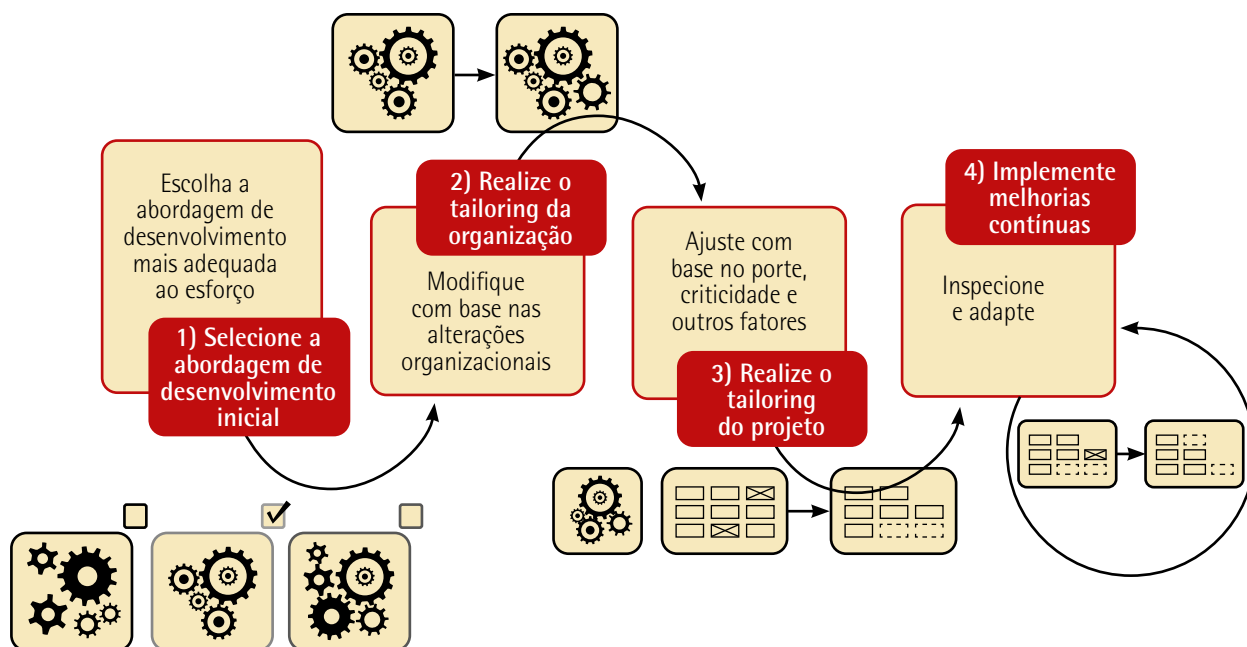 Escolha a
abordagem de
desenvolvimento
mais adequada
ao esforço
1) Selecione a
abordagem de
desenvolvimento
inicial
2) Realize o
tailoring da
organização
Modifique
com base nas
alterações
organizacionais
Ajuste com
base no porte,
criticidade e
outros fatores
3) Realize o
tailoring
do projeto
4) Implemente
melhorias
contínuas
Inspecione
e adapte